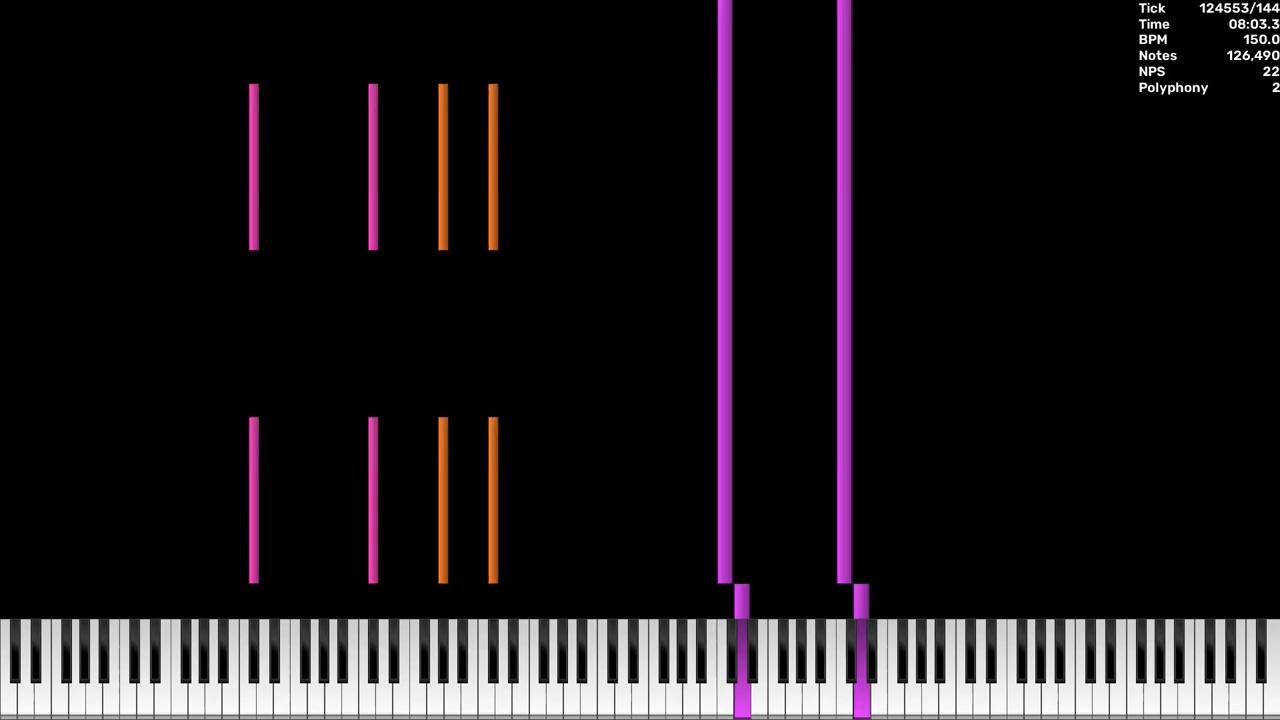 Tick 124553/144
Time 08:03.3
BPM 150.0
Notes 126,490
NPS 22
Polyphony 2